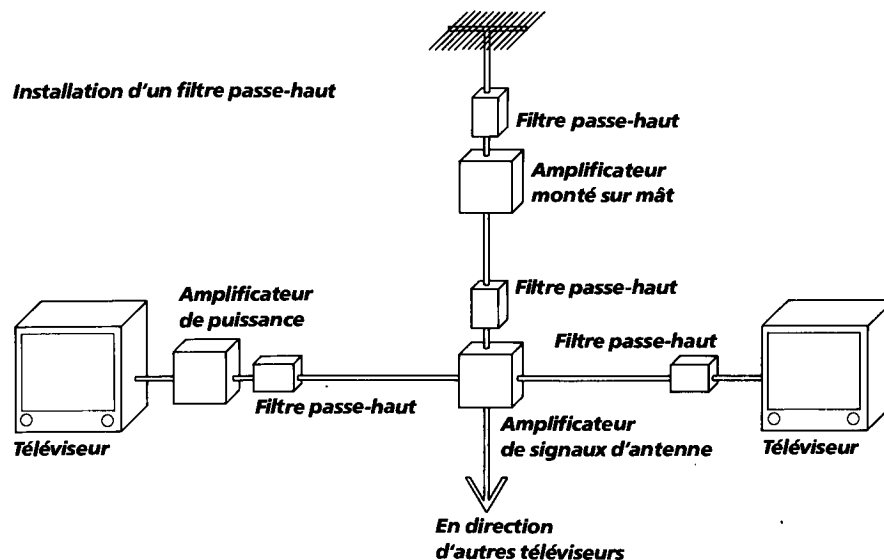 Installation d'un filtre passe-haut
Filtre passe-haut
Amplificateur
monté sur mât
Filtre passe-haut
Amplificateur
de puissance
Filtre passe-haut
Filtre passe-haut
Téléviseur
Amplificateur
de signaux d'antenne
Téléviseur
En direction
d'autres téléviseurs